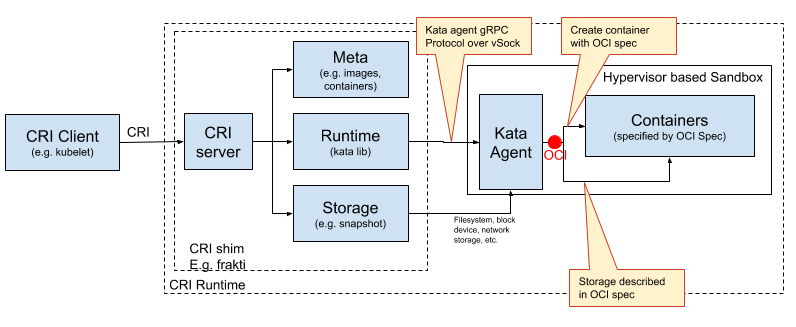 Kata agent gRPC
Protocol over vSock
Create container
with OCI spec
Meta
(e.g. images,
containers)
Hypervisor based Sandbox
CRI Client
(e.g. kubelet)
CRI
CRI
server
Runtime
(kata lib)
Kata
Agent
OCI
Containers
(specified by OCI Spec)
Storage
(e.g. snapshot)
Filesystem, block
device, network
storage, etc.
CRI shim
E.g. frakti
CRI Runtime
Storage described
in OCI spec